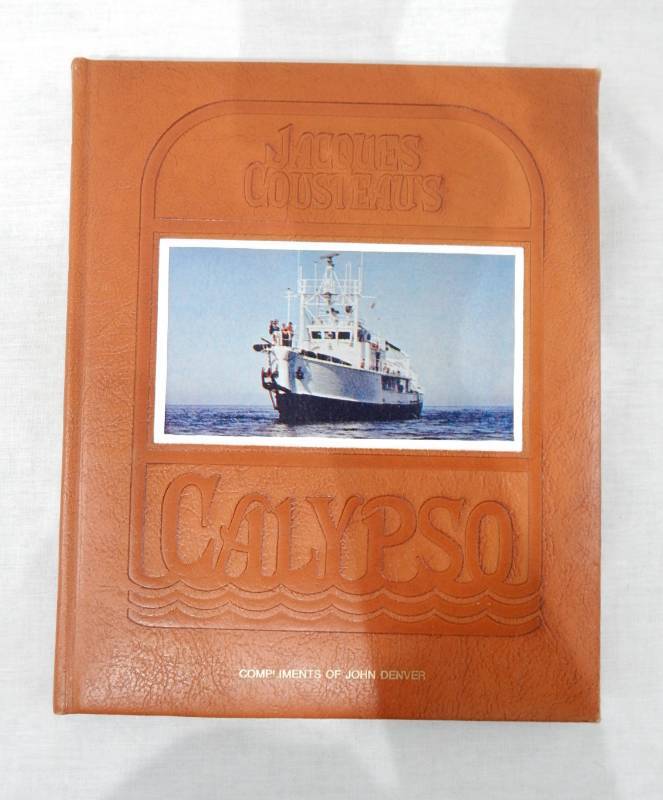 JACQUES
COUSTEAU'S
CALYPSO
COMPLIMENTS OF JOHN DENVER